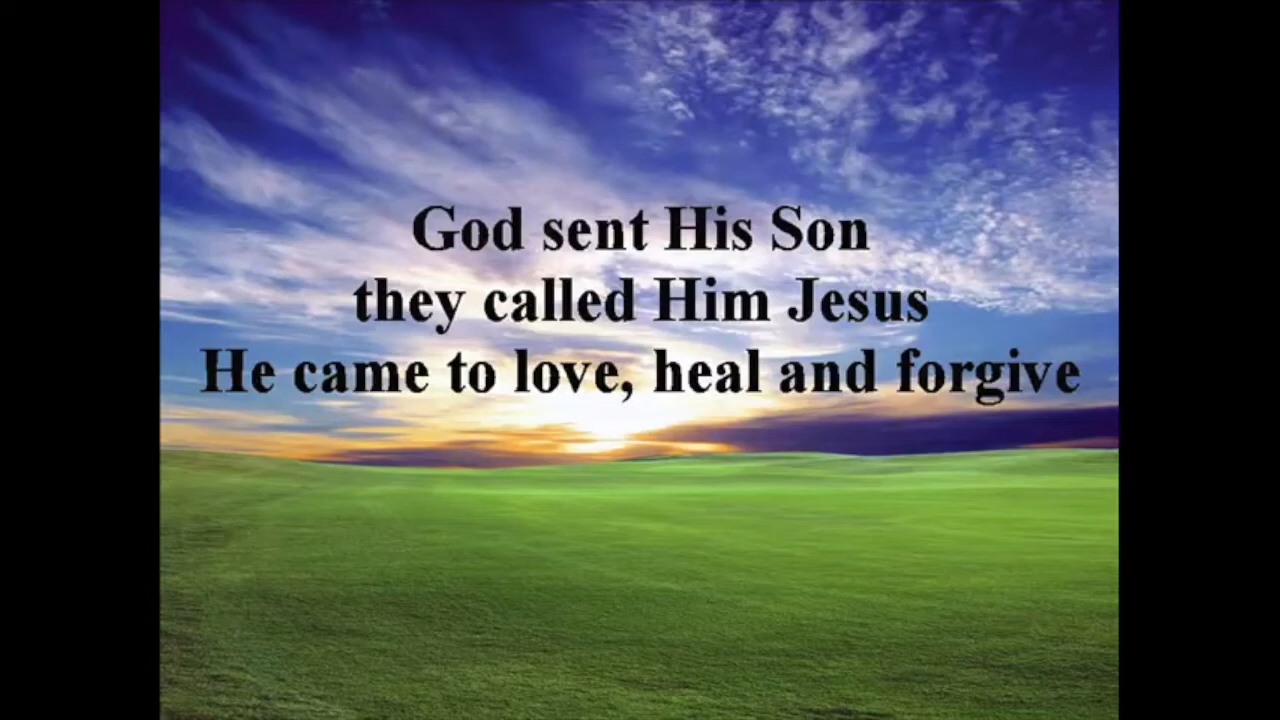 God sent His Son
they called Him Jesus
He came to love, heal and forgive